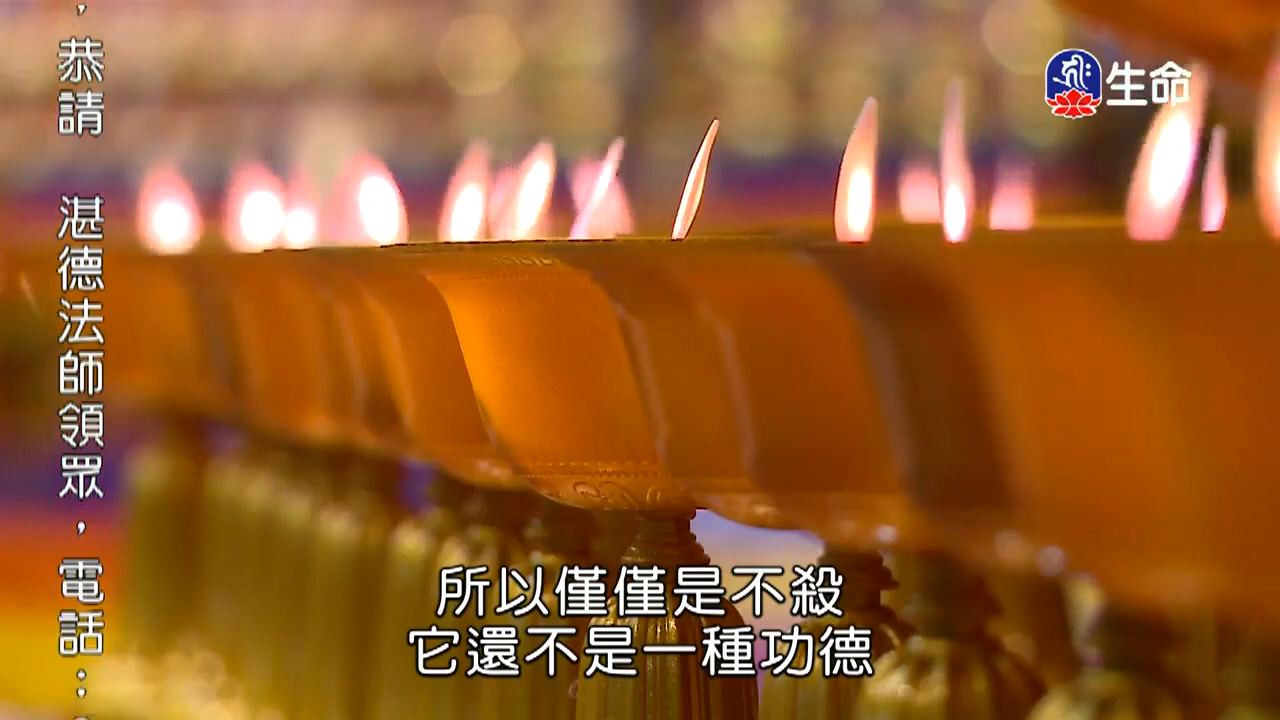 ，恭請　湛德法師領眾，電話：
生命
所以僅僅是不殺
它還不是一種功德